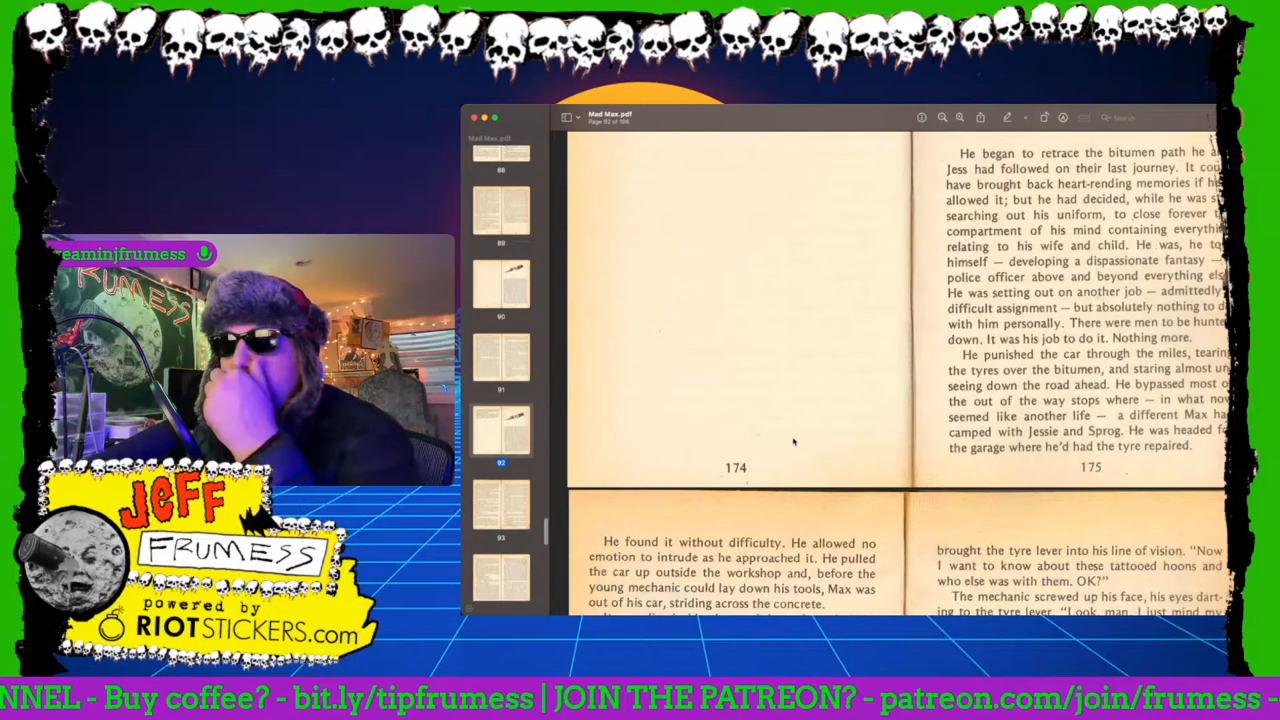 eaminjfrumess
FRUMESS
JEFF
FRUMESS
powered by
RIOTSTICKERS.com
Mad Max.pdf
Page 92 of 106
Search
Mad Max.pdf
88
89
90
91
92
93
174
He began to retrace the bitumen path he a
Jess had followed on their last journey. It cou
have brought back heart-rending memories if h
allowed it; but he had decided, while he was s
searching out his uniform, to close forever t
compartment of his mind containing everythi
relating to his wife and child. He was, he to
himself — developing a dispassionate fantasy —
police officer above and beyond everything els
He was setting out on another job — admittedly
difficult assignment — but absolutely nothing to d
with him personally. There were men to be hunte
down. It was his job to do it. Nothing more.
He punished the car through the miles, tearin
the tyres over the bitumen, and staring almost un
seeing down the road ahead. He bypassed most o
the out of the way stops where — in what now
seemed like another life — a different Max ha
camped with Jessie and Sprog. He was headed f
the garage where he'd had the tyre repaired.
175
He found it without difficulty. He allowed no
emotion to intrude as he approached it. He pulled
the car up outside the workshop and, before the
young mechanic could lay down his tools, Max was
out of his car, striding across the concrete.
brought the tyre lever into his line of vision. "Now
I want to know about these tattooed hoons and
who else was with them. OK?"
The mechanic screwed up his face, his eyes dart-
ing to the tyre lever. "Look, man, I just mind my
NNEL - Buy coffee? - bit.ly/tipfrumess | JOIN THE PATREON? - patreon.com/join/frumess -